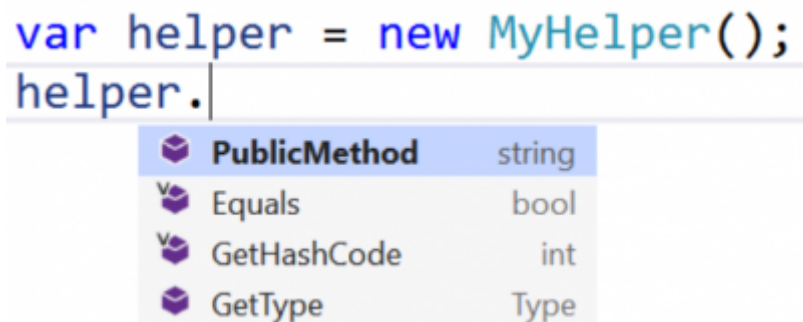 var helper = new MyHelper();
helper.
PublicMethod string
Equals bool
GetHashCode int
GetType Type